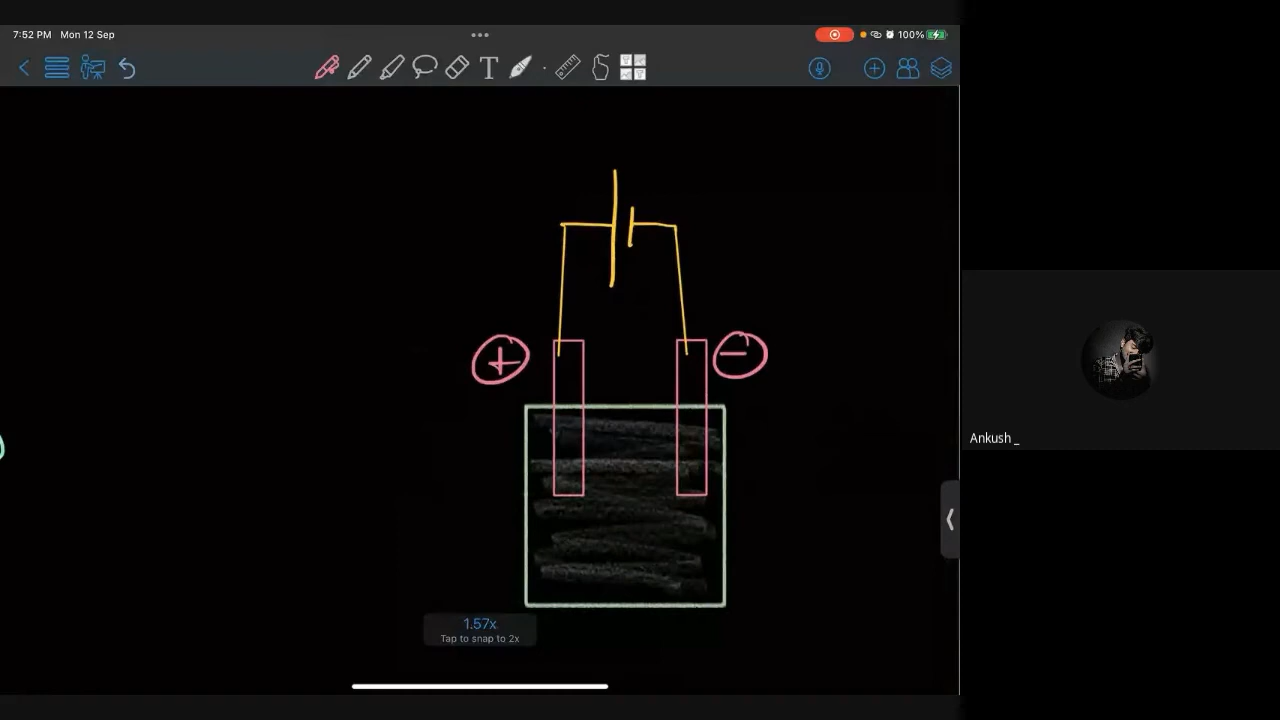 7:52 PM Mon 12 Sep
100%
T
+
−
1.57x
Tap to snap to 2x
Ankush _